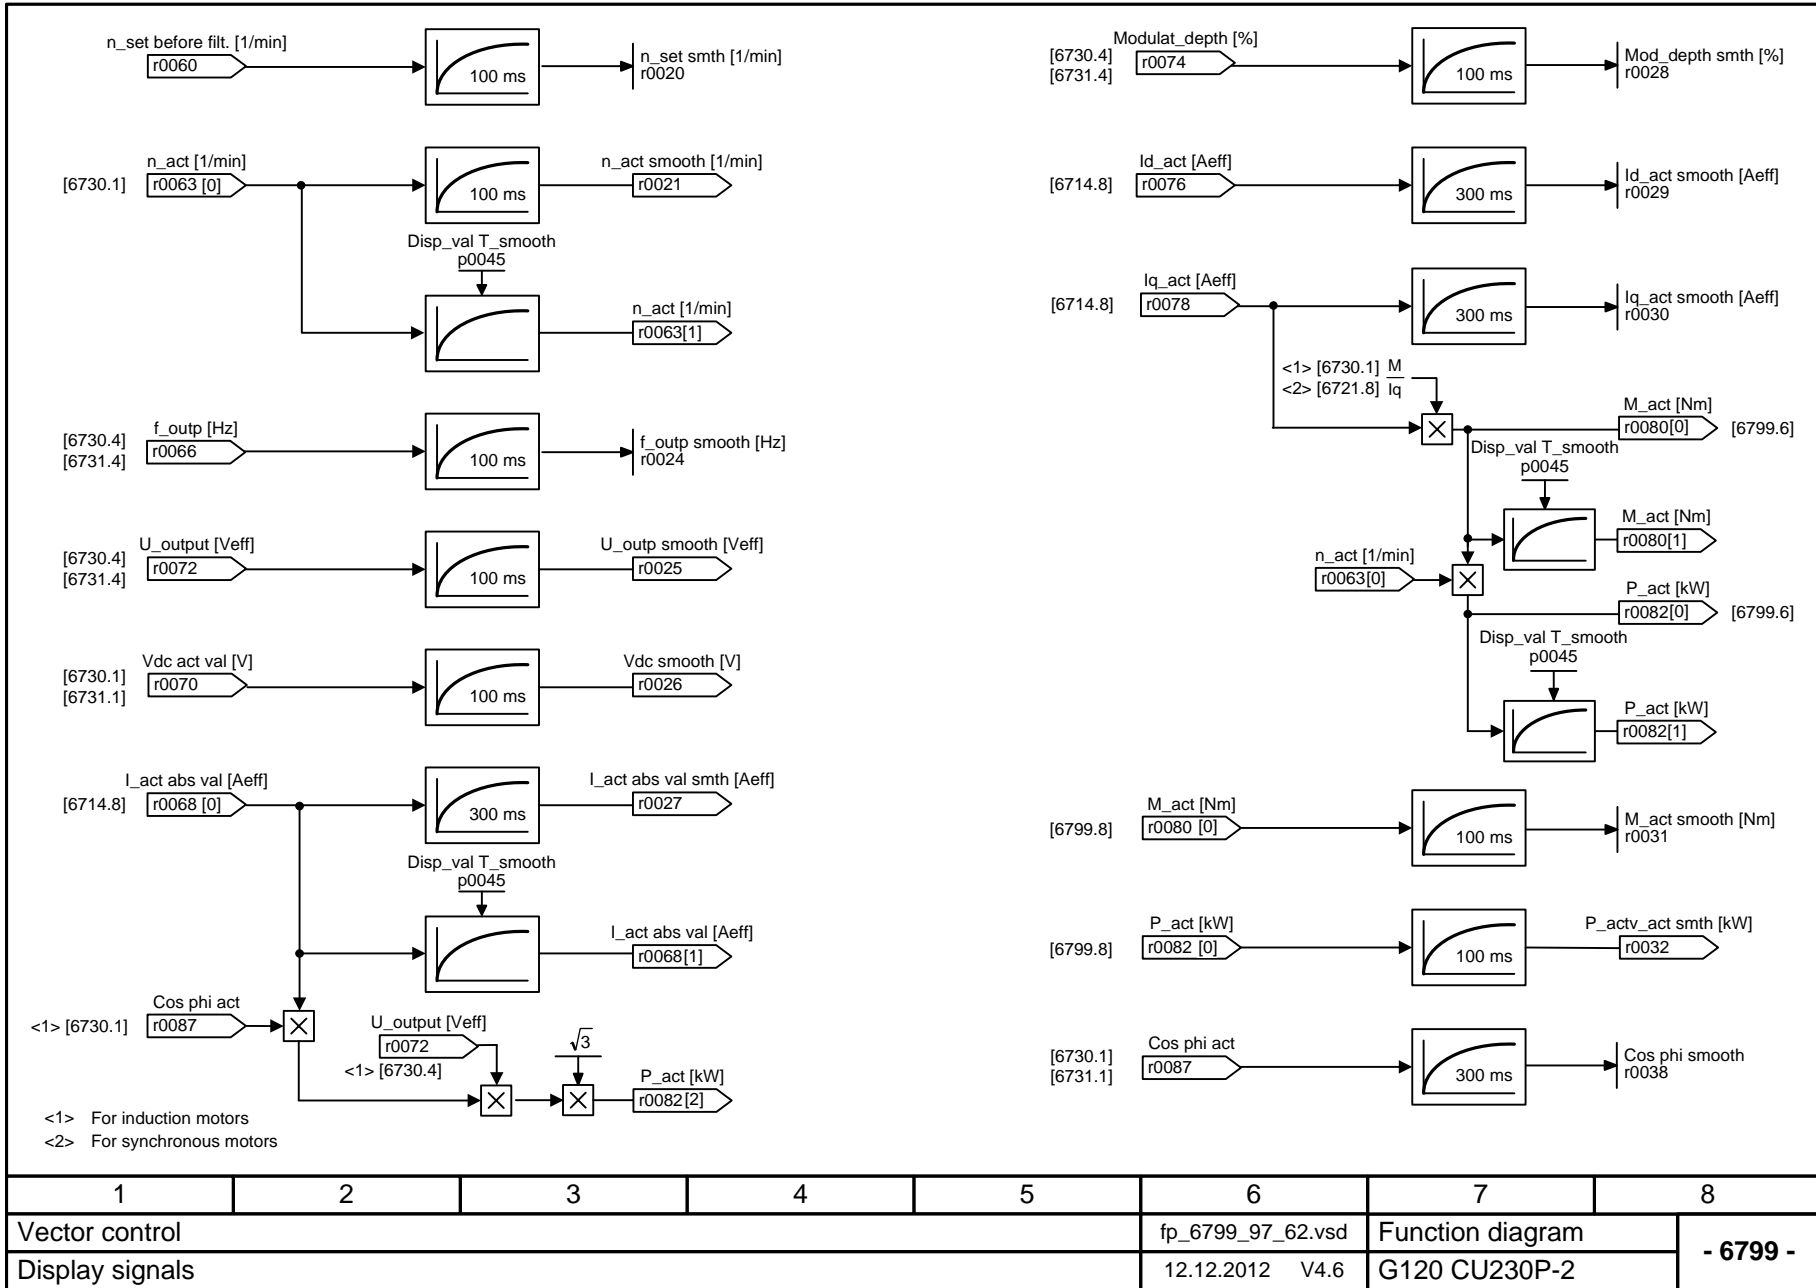 n_set before filt. [1/min]
r0060
100 ms
n_set smth [1/min]
r0020
[6730.1]
n_act [1/min]
r0063 [0]
100 ms
n_act smooth [1/min]
r0021
Disp_val T_smooth
p0045
n_act [1/min]
r0063[1]
[6730.4]
[6731.4]
f_outp [Hz]
r0066
100 ms
f_outp smooth [Hz]
r0024
[6730.4]
[6731.4]
U_output [Veff]
r0072
100 ms
U_outp smooth [Veff]
r0025
[6730.1]
[6731.1]
Vdc act val [V]
r0070
100 ms
Vdc smooth [V]
r0026
[6714.8]
I_act abs val [Aeff]
r0068 [0]
300 ms
I_act abs val smth [Aeff]
r0027
Disp_val T_smooth
p0045
I_act abs val [Aeff]
r0068[1]
<1> [6730.1]
Cos phi act
r0087
U_output [Veff]
r0072
<1> [6730.4]
√3
P_act [kW]
r0082[2]
<1> For induction motors
<2> For synchronous motors
[6730.4]
[6731.4]
Modulat_depth [%]
r0074
100 ms
Mod_depth smth [%]
r0028
[6714.8]
Id_act [Aeff]
r0076
300 ms
Id_act smooth [Aeff]
r0029
[6714.8]
Iq_act [Aeff]
r0078
300 ms
Iq_act smooth [Aeff]
r0030
<1> [6730.1] M
<2> [6721.8] Iq
M_act [Nm]
r0080[0]
[6799.6]
Disp_val T_smooth
p0045
M_act [Nm]
r0080[1]
n_act [1/min]
r0063[0]
P_act [kW]
r0082[0]
[6799.6]
Disp_val T_smooth
p0045
P_act [kW]
r0082[1]
[6799.8]
M_act [Nm]
r0080 [0]
100 ms
M_act smooth [Nm]
r0031
[6799.8]
P_act [kW]
r0082 [0]
100 ms
P_actv_act smth [kW]
r0032
[6730.1]
[6731.1]
Cos phi act
r0087
300 ms
Cos phi smooth
r0038
1 2 3 4 5 6 7 8
Vector control
fp_6799_97_62.vsd
Function diagram
- 6799 -
Display signals
12.12.2012 V4.6
G120 CU230P-2